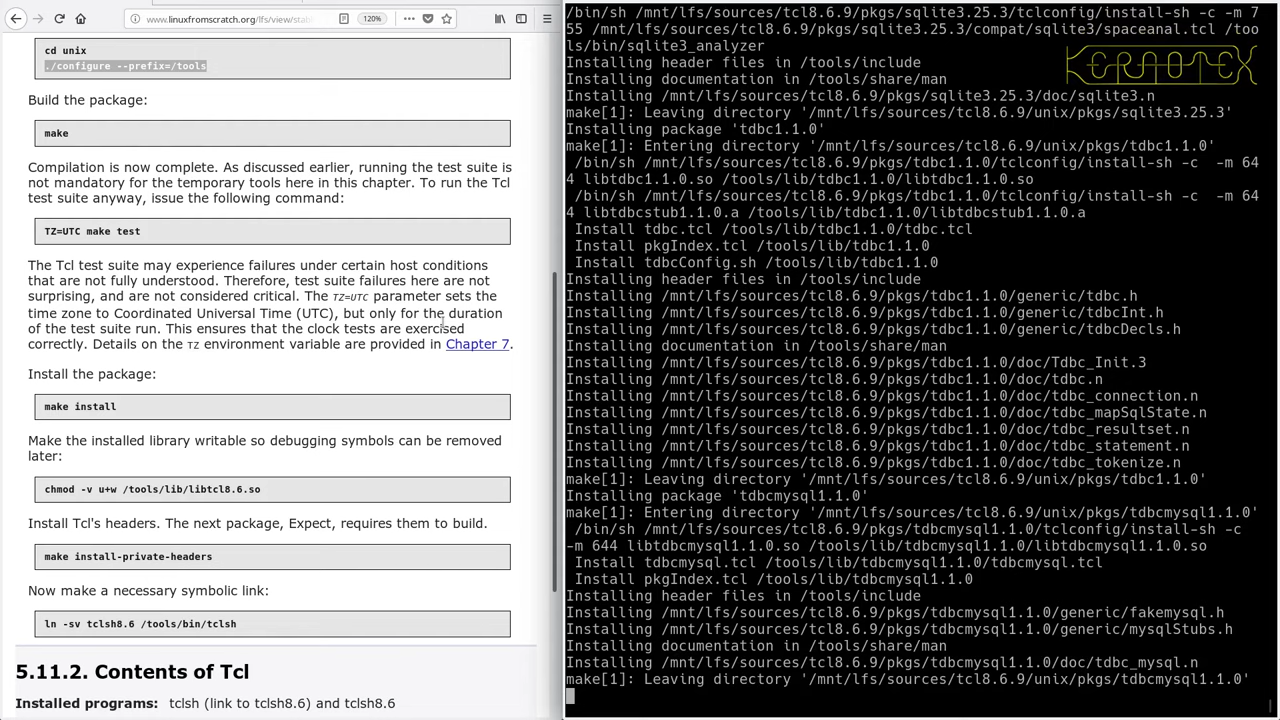 www.linuxfromscratch.org/lfs/view/stabl
120%
cd unix
./configure --prefix=/tools
Build the package:
make
Compilation is now complete. As discussed earlier, running the test suite is
not mandatory for the temporary tools here in this chapter. To run the Tcl
test suite anyway, issue the following command:
TZ=UTC make test
The Tcl test suite may experience failures under certain host conditions
that are not fully understood. Therefore, test suite failures here are not
surprising, and are not considered critical. The TZ=UTC parameter sets the
time zone to Coordinated Universal Time (UTC), but only for the duration
of the test suite run. This ensures that the clock tests are exercised
correctly. Details on the TZ environment variable are provided in Chapter 7.
Install the package:
make install
Make the installed library writable so debugging symbols can be removed
later:
chmod -v u+w /tools/lib/libtcl8.6.so
Install Tcl's headers. The next package, Expect, requires them to build.
make install-private-headers
Now make a necessary symbolic link:
ln -sv tclsh8.6 /tools/bin/tclsh
5.11.2. Contents of Tcl
Installed programs: tclsh (link to tclsh8.6) and tclsh8.6
/bin/sh /mnt/lfs/sources/tcl8.6.9/pkgs/sqlite3.25.3/tclconfig/install-sh -c -m 7
55 /mnt/lfs/sources/tcl8.6.9/pkgs/sqlite3.25.3/compat/sqlite3/spaceanal.tcl /too
ls/bin/sqlite3_analyzer
Installing header files in /tools/include
Installing documentation in /tools/share/man
Installing /mnt/lfs/sources/tcl8.6.9/pkgs/sqlite3.25.3/doc/sqlite3.n
make[1]: Leaving directory '/mnt/lfs/sources/tcl8.6.9/unix/pkgs/sqlite3.25.3'
Installing package 'tdbc1.1.0'
make[1]: Entering directory '/mnt/lfs/sources/tcl8.6.9/unix/pkgs/tdbc1.1.0'
/bin/sh /mnt/lfs/sources/tcl8.6.9/pkgs/tdbc1.1.0/tclconfig/install-sh -c  -m 64
4 libtdbc1.1.0.so /tools/lib/tdbc1.1.0/libtdbc1.1.0.so
/bin/sh /mnt/lfs/sources/tcl8.6.9/pkgs/tdbc1.1.0/tclconfig/install-sh -c  -m 64
4 libtdbcstub1.1.0.a /tools/lib/tdbc1.1.0/libtdbcstub1.1.0.a
Install tdbc.tcl /tools/lib/tdbc1.1.0/tdbc.tcl
Install pkgIndex.tcl /tools/lib/tdbc1.1.0
Install tdbcConfig.sh /tools/lib/tdbc1.1.0
Installing header files in /tools/include
Installing /mnt/lfs/sources/tcl8.6.9/pkgs/tdbc1.1.0/generic/tdbc.h
Installing /mnt/lfs/sources/tcl8.6.9/pkgs/tdbc1.1.0/generic/tdbcInt.h
Installing /mnt/lfs/sources/tcl8.6.9/pkgs/tdbc1.1.0/generic/tdbcDecls.h
Installing documentation in /tools/share/man
Installing /mnt/lfs/sources/tcl8.6.9/pkgs/tdbc1.1.0/doc/Tdbc_Init.3
Installing /mnt/lfs/sources/tcl8.6.9/pkgs/tdbc1.1.0/doc/tdbc.n
Installing /mnt/lfs/sources/tcl8.6.9/pkgs/tdbc1.1.0/doc/tdbc_connection.n
Installing /mnt/lfs/sources/tcl8.6.9/pkgs/tdbc1.1.0/doc/tdbc_mapSqlState.n
Installing /mnt/lfs/sources/tcl8.6.9/pkgs/tdbc1.1.0/doc/tdbc_resultset.n
Installing /mnt/lfs/sources/tcl8.6.9/pkgs/tdbc1.1.0/doc/tdbc_statement.n
Installing /mnt/lfs/sources/tcl8.6.9/pkgs/tdbc1.1.0/doc/tdbc_tokenize.n
make[1]: Leaving directory '/mnt/lfs/sources/tcl8.6.9/unix/pkgs/tdbc1.1.0'
Installing package 'tdbcmysql1.1.0'
make[1]: Entering directory '/mnt/lfs/sources/tcl8.6.9/unix/pkgs/tdbcmysql1.1.0'
/bin/sh /mnt/lfs/sources/tcl8.6.9/pkgs/tdbcmysql1.1.0/tclconfig/install-sh -c
-m 644 libtdbcmysql1.1.0.so /tools/lib/tdbcmysql1.1.0/libtdbcmysql1.1.0.so
Install tdbcmysql.tcl /tools/lib/tdbcmysql1.1.0/tdbcmysql.tcl
Install pkgIndex.tcl /tools/lib/tdbcmysql1.1.0
Installing header files in /tools/include
Installing /mnt/lfs/sources/tcl8.6.9/pkgs/tdbcmysql1.1.0/generic/fakemysql.h
Installing /mnt/lfs/sources/tcl8.6.9/pkgs/tdbcmysql1.1.0/generic/mysqlStubs.h
Installing documentation in /tools/share/man
Installing /mnt/lfs/sources/tcl8.6.9/pkgs/tdbcmysql1.1.0/doc/tdbc_mysql.n
make[1]: Leaving directory '/mnt/lfs/sources/tcl8.6.9/unix/pkgs/tdbcmysql1.1.0'